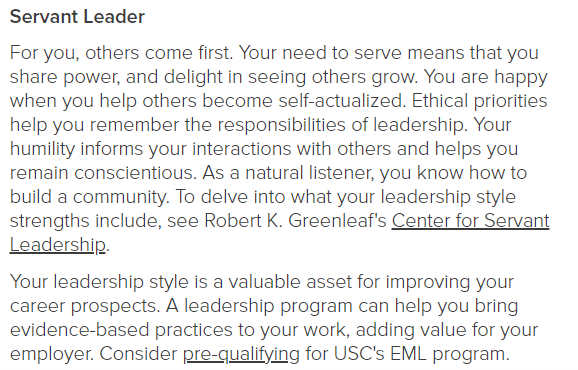 Servant Leader
For you, others come first. Your need to serve means that you
share power, and delight in seeing others grow. You are happy
when you help others become self-actualized. Ethical priorities
help you remember the responsibilities of leadership. Your
humility informs your interactions with others and helps you
remain conscientious. As a natural listener, you know how to
build a community. To delve into what your leadership style
strengths include, see Robert K. Greenleaf's Center for Servant
Leadership.
Your leadership style is a valuable asset for improving your
career prospects. A leadership program can help you bring
evidence-based practices to your work, adding value for your
employer. Consider pre-qualifying for USC's EML program.